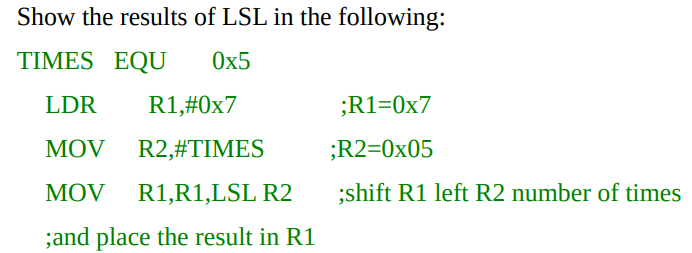 Show the results of LSL in the following:
TIMES EQU 0x5
LDR R1,#0x7 ;R1=0x7
MOV R2,#TIMES ;R2=0x05
MOV R1,R1,LSL R2 ;shift R1 left R2 number of times
;and place the result in R1